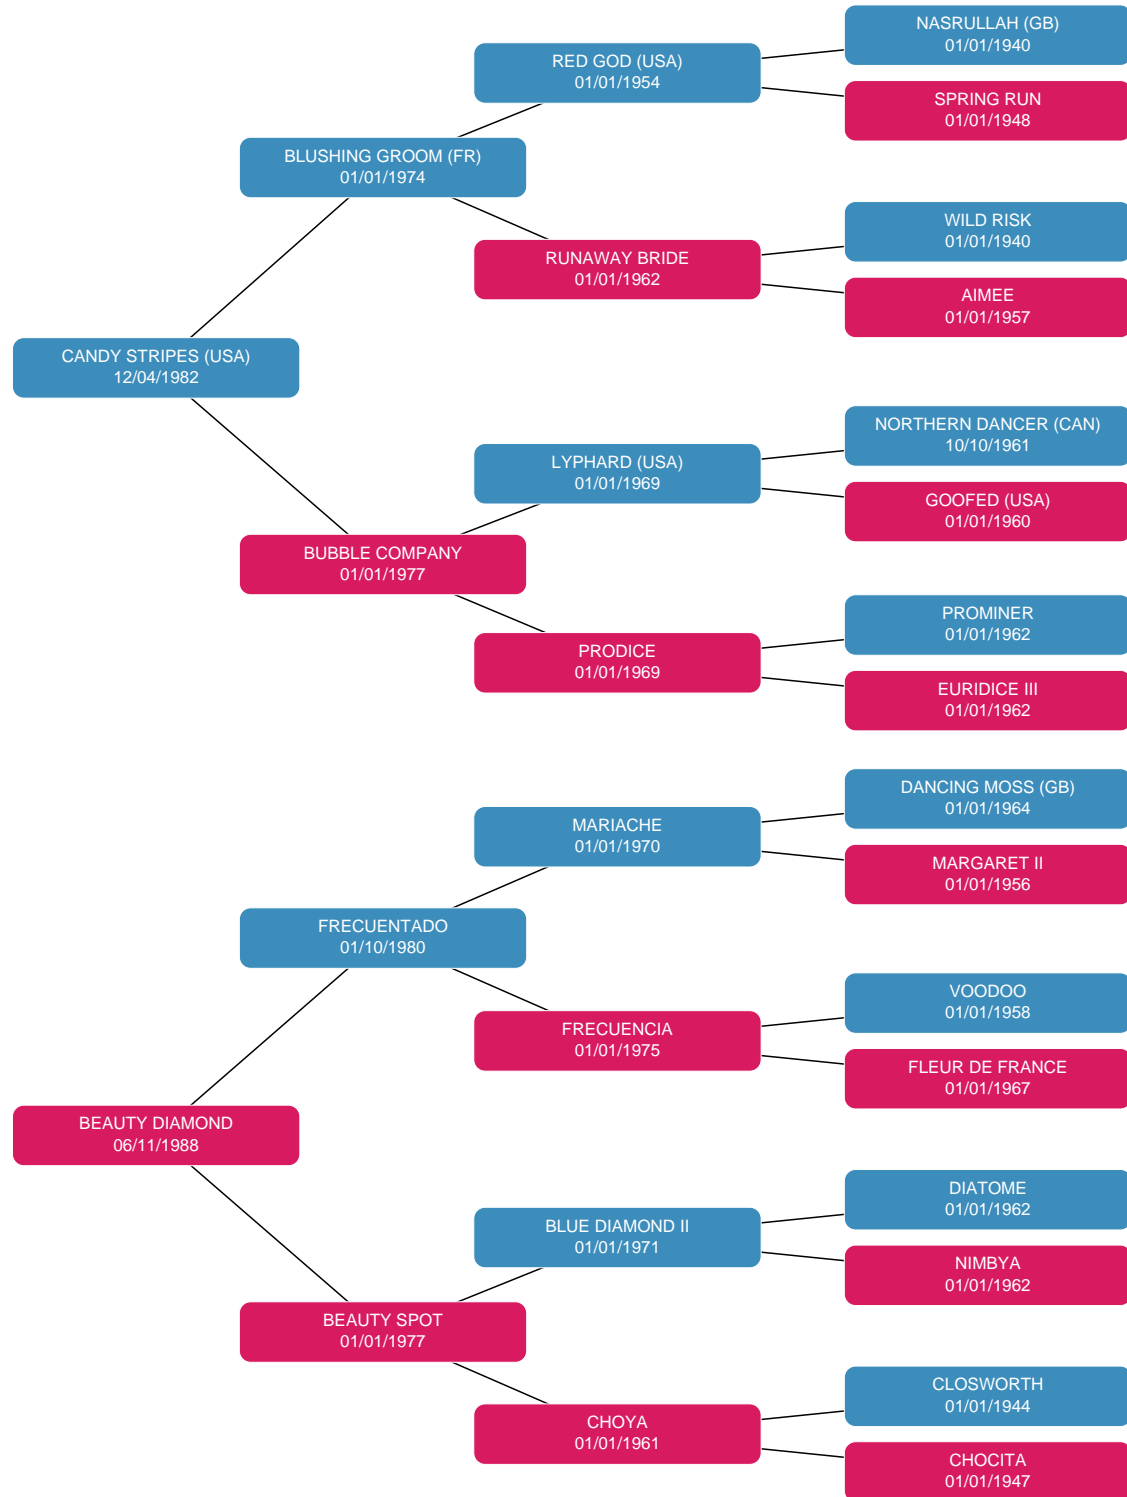 NASRULLAH (GB)
01/01/1940
RED GOD (USA)
01/01/1954
SPRING RUN
01/01/1948
BLUSHING GROOM (FR)
01/01/1974
WILD RISK
01/01/1940
RUNAWAY BRIDE
01/01/1962
AIMEE
01/01/1957
CANDY STRIPES (USA)
12/04/1982
NORTHERN DANCER (CAN)
10/10/1961
LYPHARD (USA)
01/01/1969
GOOFED (USA)
01/01/1960
BUBBLE COMPANY
01/01/1977
PROMINER
01/01/1962
PRODICE
01/01/1969
EURIDICE III
01/01/1962
DANCING MOSS (GB)
01/01/1964
MARIACHE
01/01/1970
MARGARET II
01/01/1956
FRECUENTADO
01/10/1980
VOODOO
01/01/1958
FRECUENCIA
01/01/1975
FLEUR DE FRANCE
01/01/1967
BEAUTY DIAMOND
06/11/1988
DIATOME
01/01/1962
BLUE DIAMOND II
01/01/1971
NIMBYA
01/01/1962
BEAUTY SPOT
01/01/1977
CLOSWORTH
01/01/1944
CHOYA
01/01/1961
CHOCITA
01/01/1947